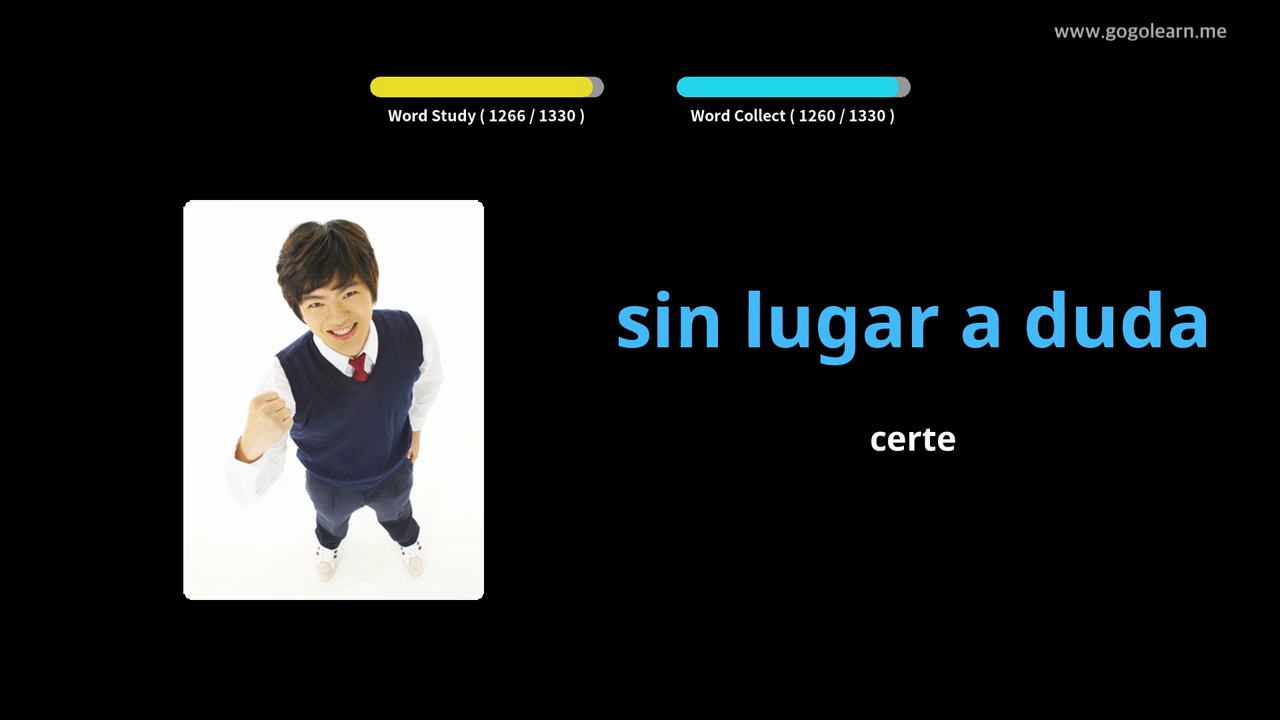 www.gogolearn.me
Word Study ( 1266 / 1330 )
Word Collect ( 1260 / 1330 )
sin lugar a duda
certe